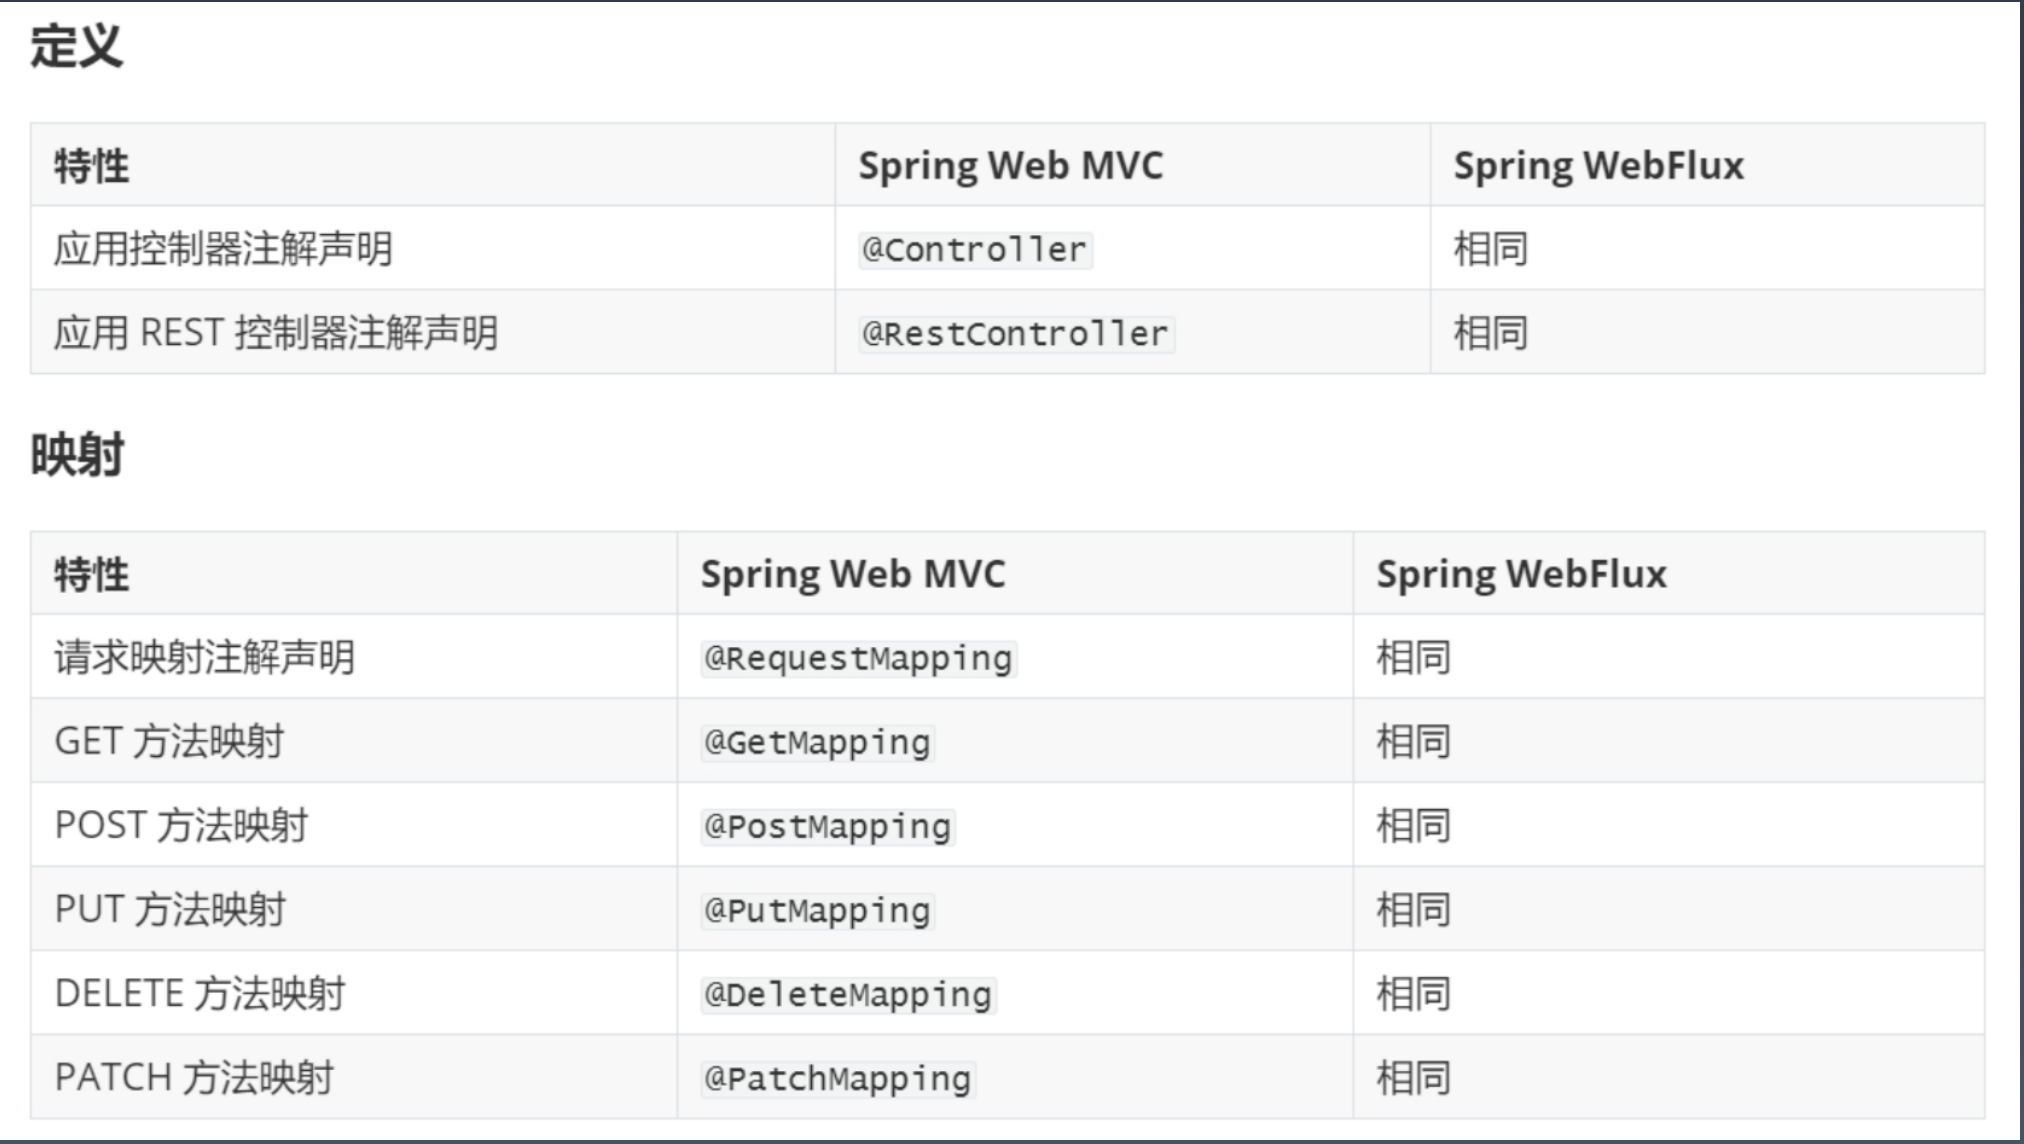 定义
特性 Spring Web MVC Spring WebFlux
应用控制器注解声明 @Controller 相同
应用 REST 控制器注解声明 @RestController 相同
映射
特性 Spring Web MVC Spring WebFlux
请求映射注解声明 @RequestMapping 相同
GET 方法映射 @GetMapping 相同
POST 方法映射 @PostMapping 相同
PUT 方法映射 @PutMapping 相同
DELETE 方法映射 @DeleteMapping 相同
PATCH 方法映射 @PatchMapping 相同